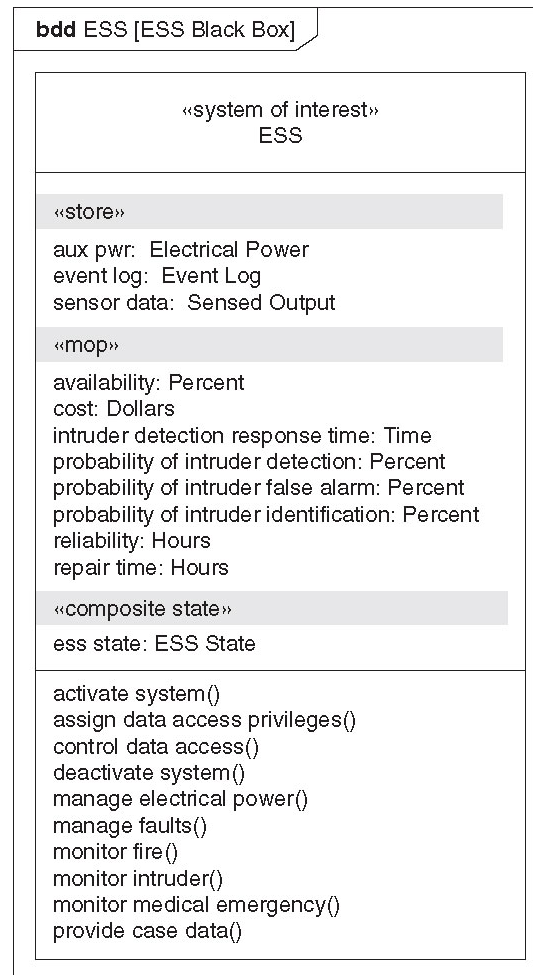 bdd ESS [ESS Black Box]
«system of interest»
ESS
«store»
aux pwr: Electrical Power
event log: Event Log
sensor data: Sensed Output
«mop»
availability: Percent
cost: Dollars
intruder detection response time: Time
probability of intruder detection: Percent
probability of intruder false alarm: Percent
probability of intruder identification: Percent
reliability: Hours
repair time: Hours
«composite state»
ess state: ESS State
activate system()
assign data access privileges()
control data access()
deactivate system()
manage electrical power()
manage faults()
monitor fire()
monitor intruder()
monitor medical emergency()
provide case data()